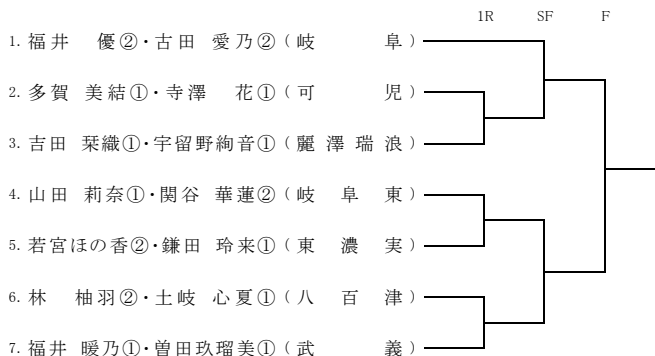 1R SF F
1. 福井　優②・古田 愛乃②（岐　　阜）
2. 多賀 美結①・寺澤　花①（可　　児）
3. 吉田 栞織①・宇留野絢音①（麗澤瑞浪）
4. 山田 莉奈①・関谷 華蓮②（岐 阜 東）
5. 若宮ほの香②・鎌田 玲来①（東 濃 実）
6. 林　柚羽②・土岐 心夏①（八 百 津）
7. 福井 暖乃①・曽田玖瑠美①（武　　義）